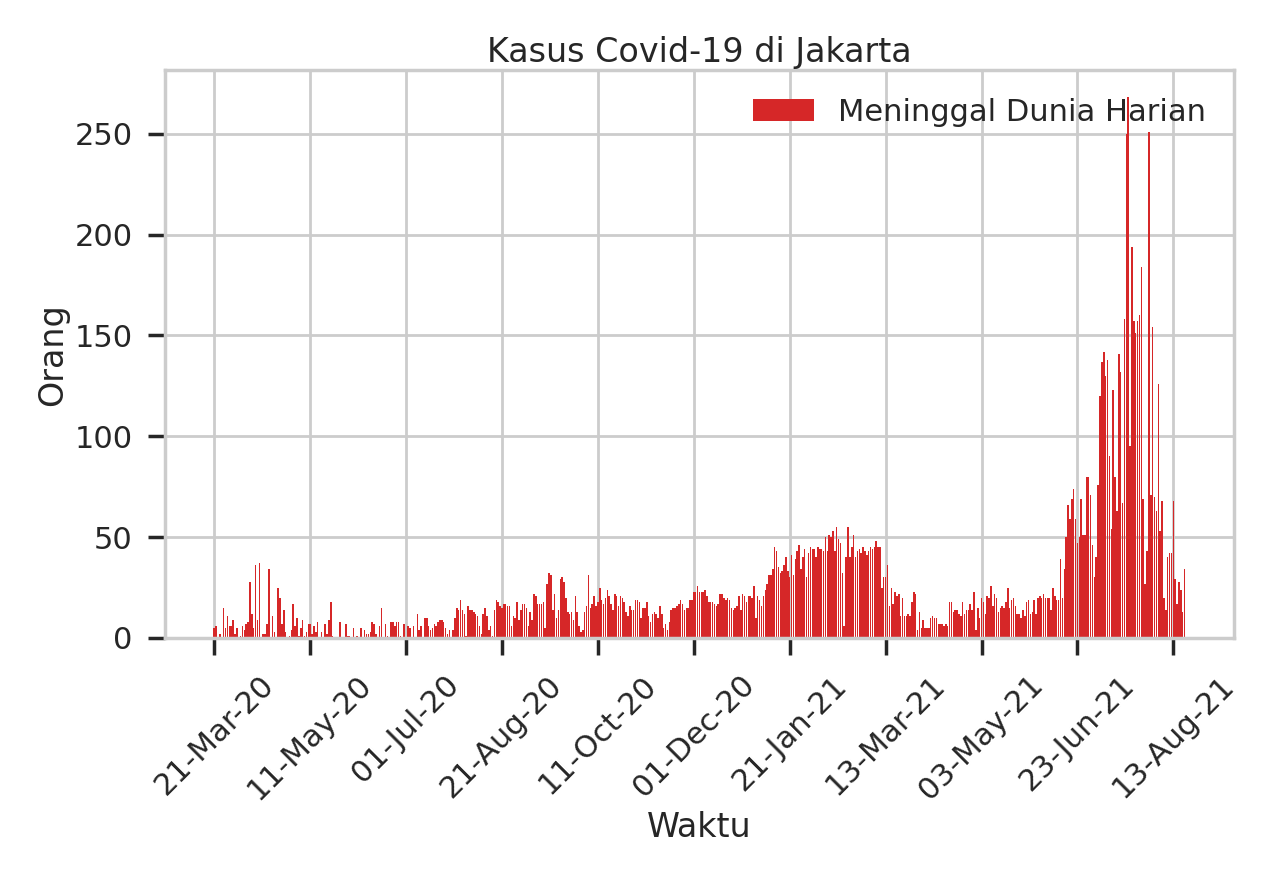 Kasus Covid-19 di Jakarta
Meninggal Dunia Harian
Orang
250
200
150
100
50
0
21-Mar-20
11-May-20
01-Jul-20
21-Aug-20
11-Oct-20
01-Dec-20
21-Jan-21
13-Mar-21
03-May-21
23-Jun-21
13-Aug-21
Waktu